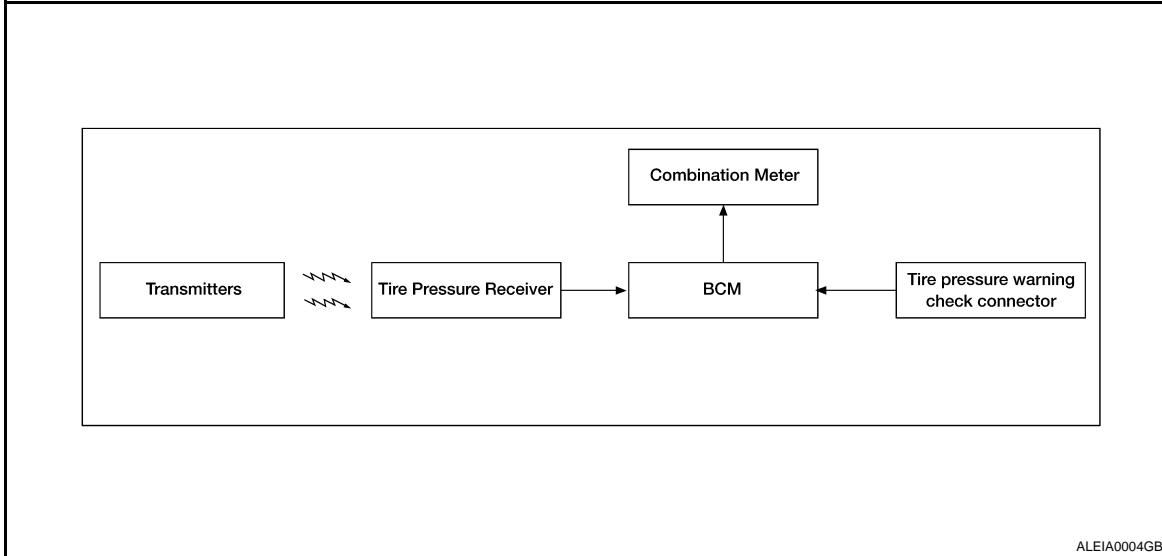 Combination Meter
Transmitters
Tire Pressure Receiver
BCM
Tire pressure warning
check connector
ALEIA0004GB